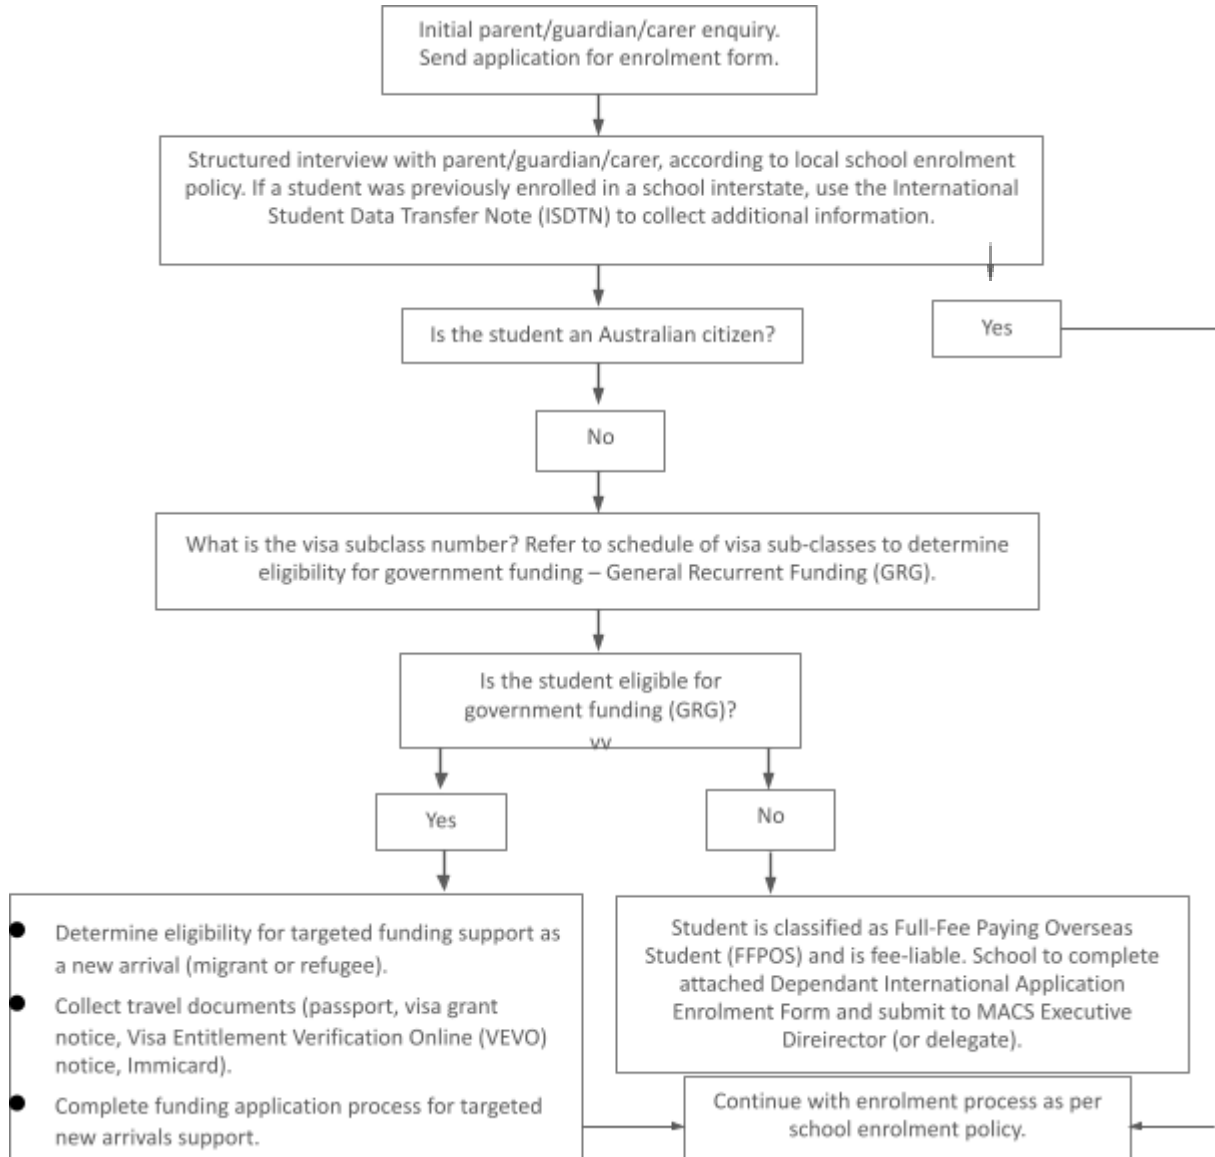 Initial parent/guardian/carer enquiry.
Send application for enrolment form.
Structured interview with parent/guardian/carer, according to local school enrolment
policy. If a student was previously enrolled in a school interstate, use the International
Student Data Transfer Note (ISDTN) to collect additional information.
Is the student an Australian citizen?
Yes
No
What is the visa subclass number? Refer to schedule of visa sub-classes to determine
eligibility for government funding – General Recurrent Funding (GRG).
Is the student eligible for
government funding (GRG)?
vv
Yes
No
● Determine eligibility for targeted funding support as
a new arrival (migrant or refugee).
● Collect travel documents (passport, visa grant
notice, Visa Entitlement Verification Online (VEVO)
notice, Immicard).
● Complete funding application process for targeted
new arrivals support.
Student is classified as Full-Fee Paying Overseas
Student (FFPOS) and is fee-liable. School to complete
attached Dependant International Application
Enrolment Form and submit to MACS Executive
Direirector (or delegate).
Continue with enrolment process as per
school enrolment policy.